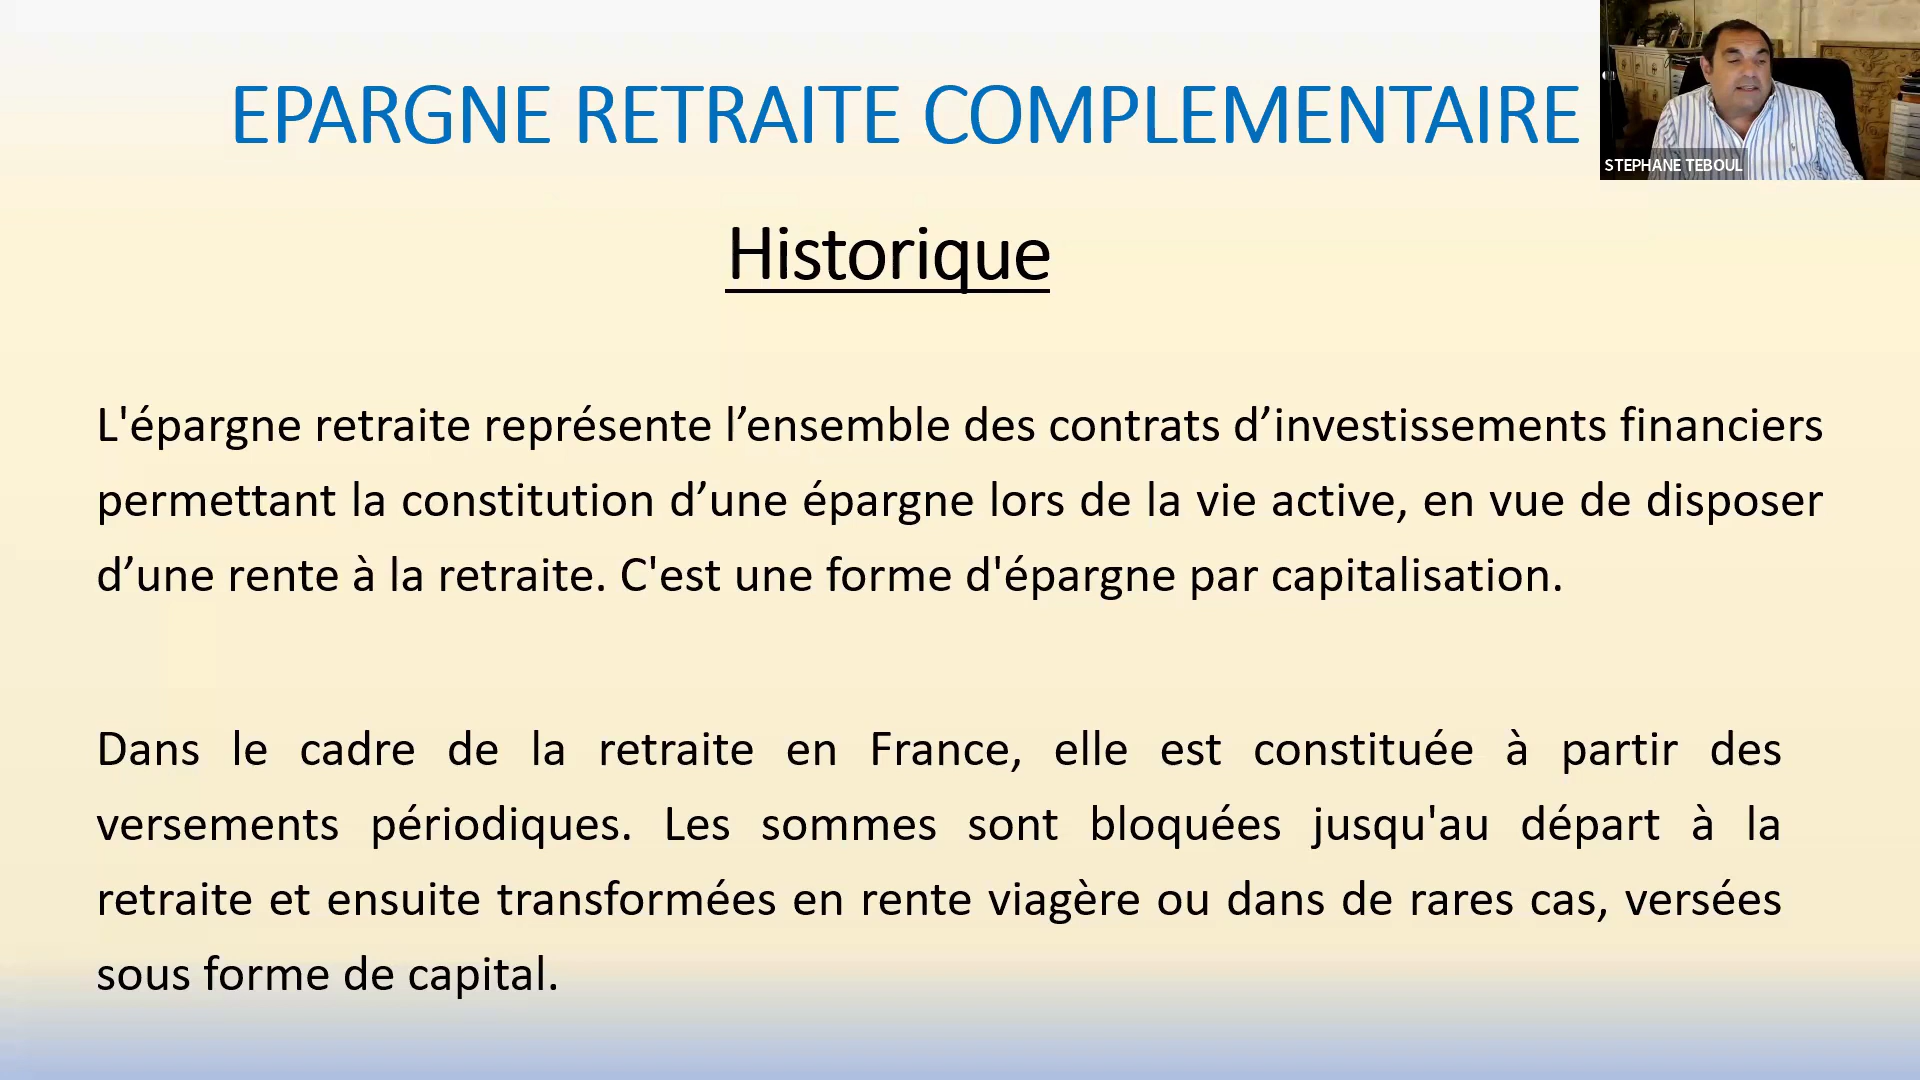 EPARGNE RETRAITE COMPLEMENTAIRE
STEPHANE TEBOUL
Historique
L'épargne retraite représente l’ensemble des contrats d’investissements financiers
permettant la constitution d’une épargne lors de la vie active, en vue de disposer
d’une rente à la retraite. C'est une forme d'épargne par capitalisation.
Dans le cadre de la retraite en France, elle est constituée à partir des
versements périodiques. Les sommes sont bloquées jusqu'au départ à la
retraite et ensuite transformées en rente viagère ou dans de rares cas, versées
sous forme de capital.